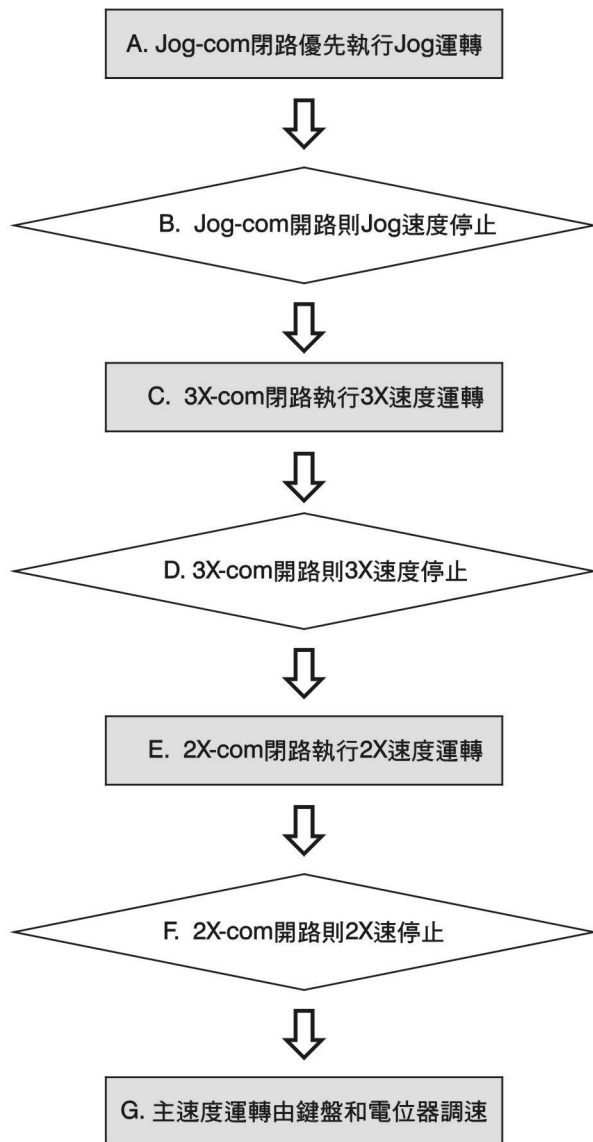 A. Jog-com閉路優先執行Jog運轉
B. Jog-com開路則Jog速度停止
C. 3X-com閉路執行3X速度運轉
D. 3X-com開路則3X速度停止
E. 2X-com閉路執行2X速度運轉
F. 2X-com開路則2X速停止
G. 主速度運轉由鍵盤和電位器調速